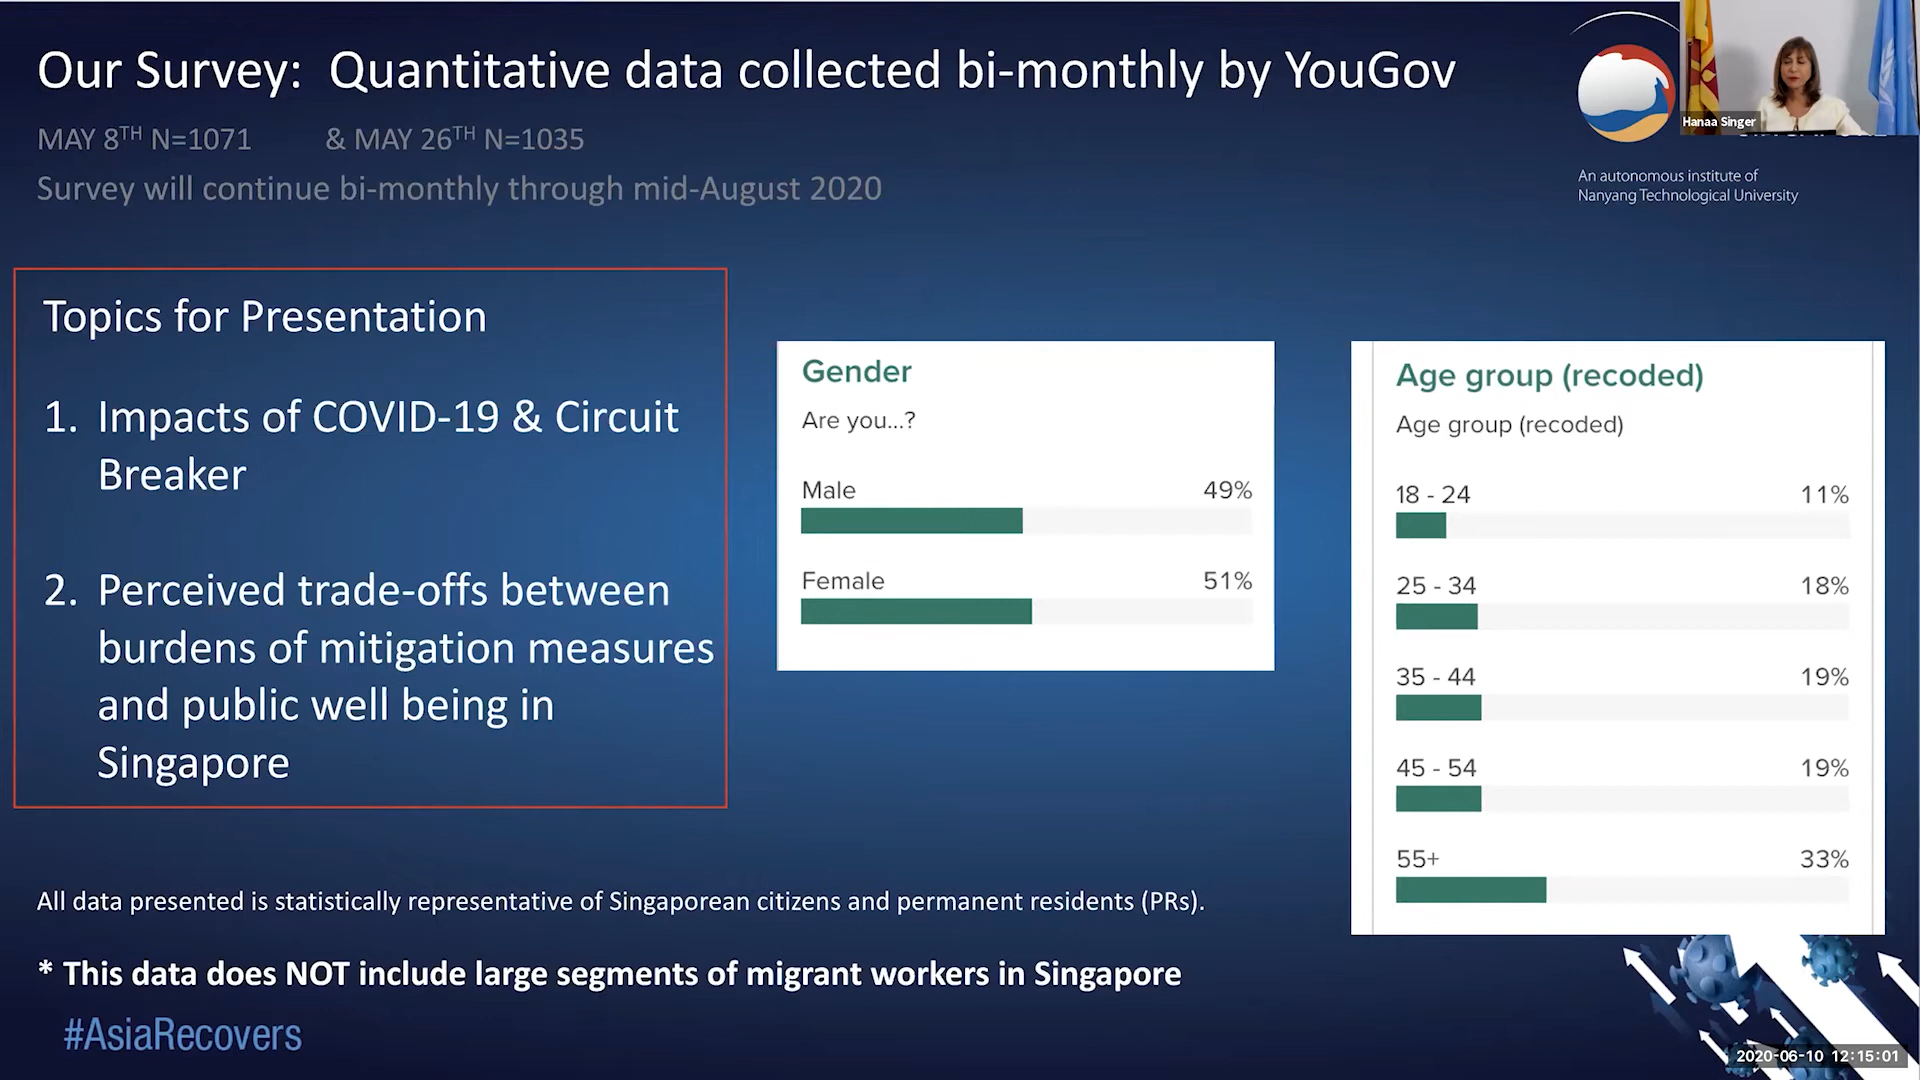 Our Survey: Quantitative data collected bi-monthly by YouGov
MAY 8TH N=1071 & MAY 26TH N=1035
Survey will continue bi-monthly through mid-August 2020
Hanaa Singer
An autonomous institute of
Nanyang Technological University
Topics for Presentation
1. Impacts of COVID-19 & Circuit
Breaker
2. Perceived trade-offs between
burdens of mitigation measures
and public well being in
Singapore
Gender
Are you...?
Male 49%
Female 51%
Age group (recoded)
Age group (recoded)
18 - 24 11%
25 - 34 18%
35 - 44 19%
45 - 54 19%
55+ 33%
All data presented is statistically representative of Singaporean citizens and permanent residents (PRs).
* This data does NOT include large segments of migrant workers in Singapore
#AsiaRecovers
2020-06-10 12:15:01